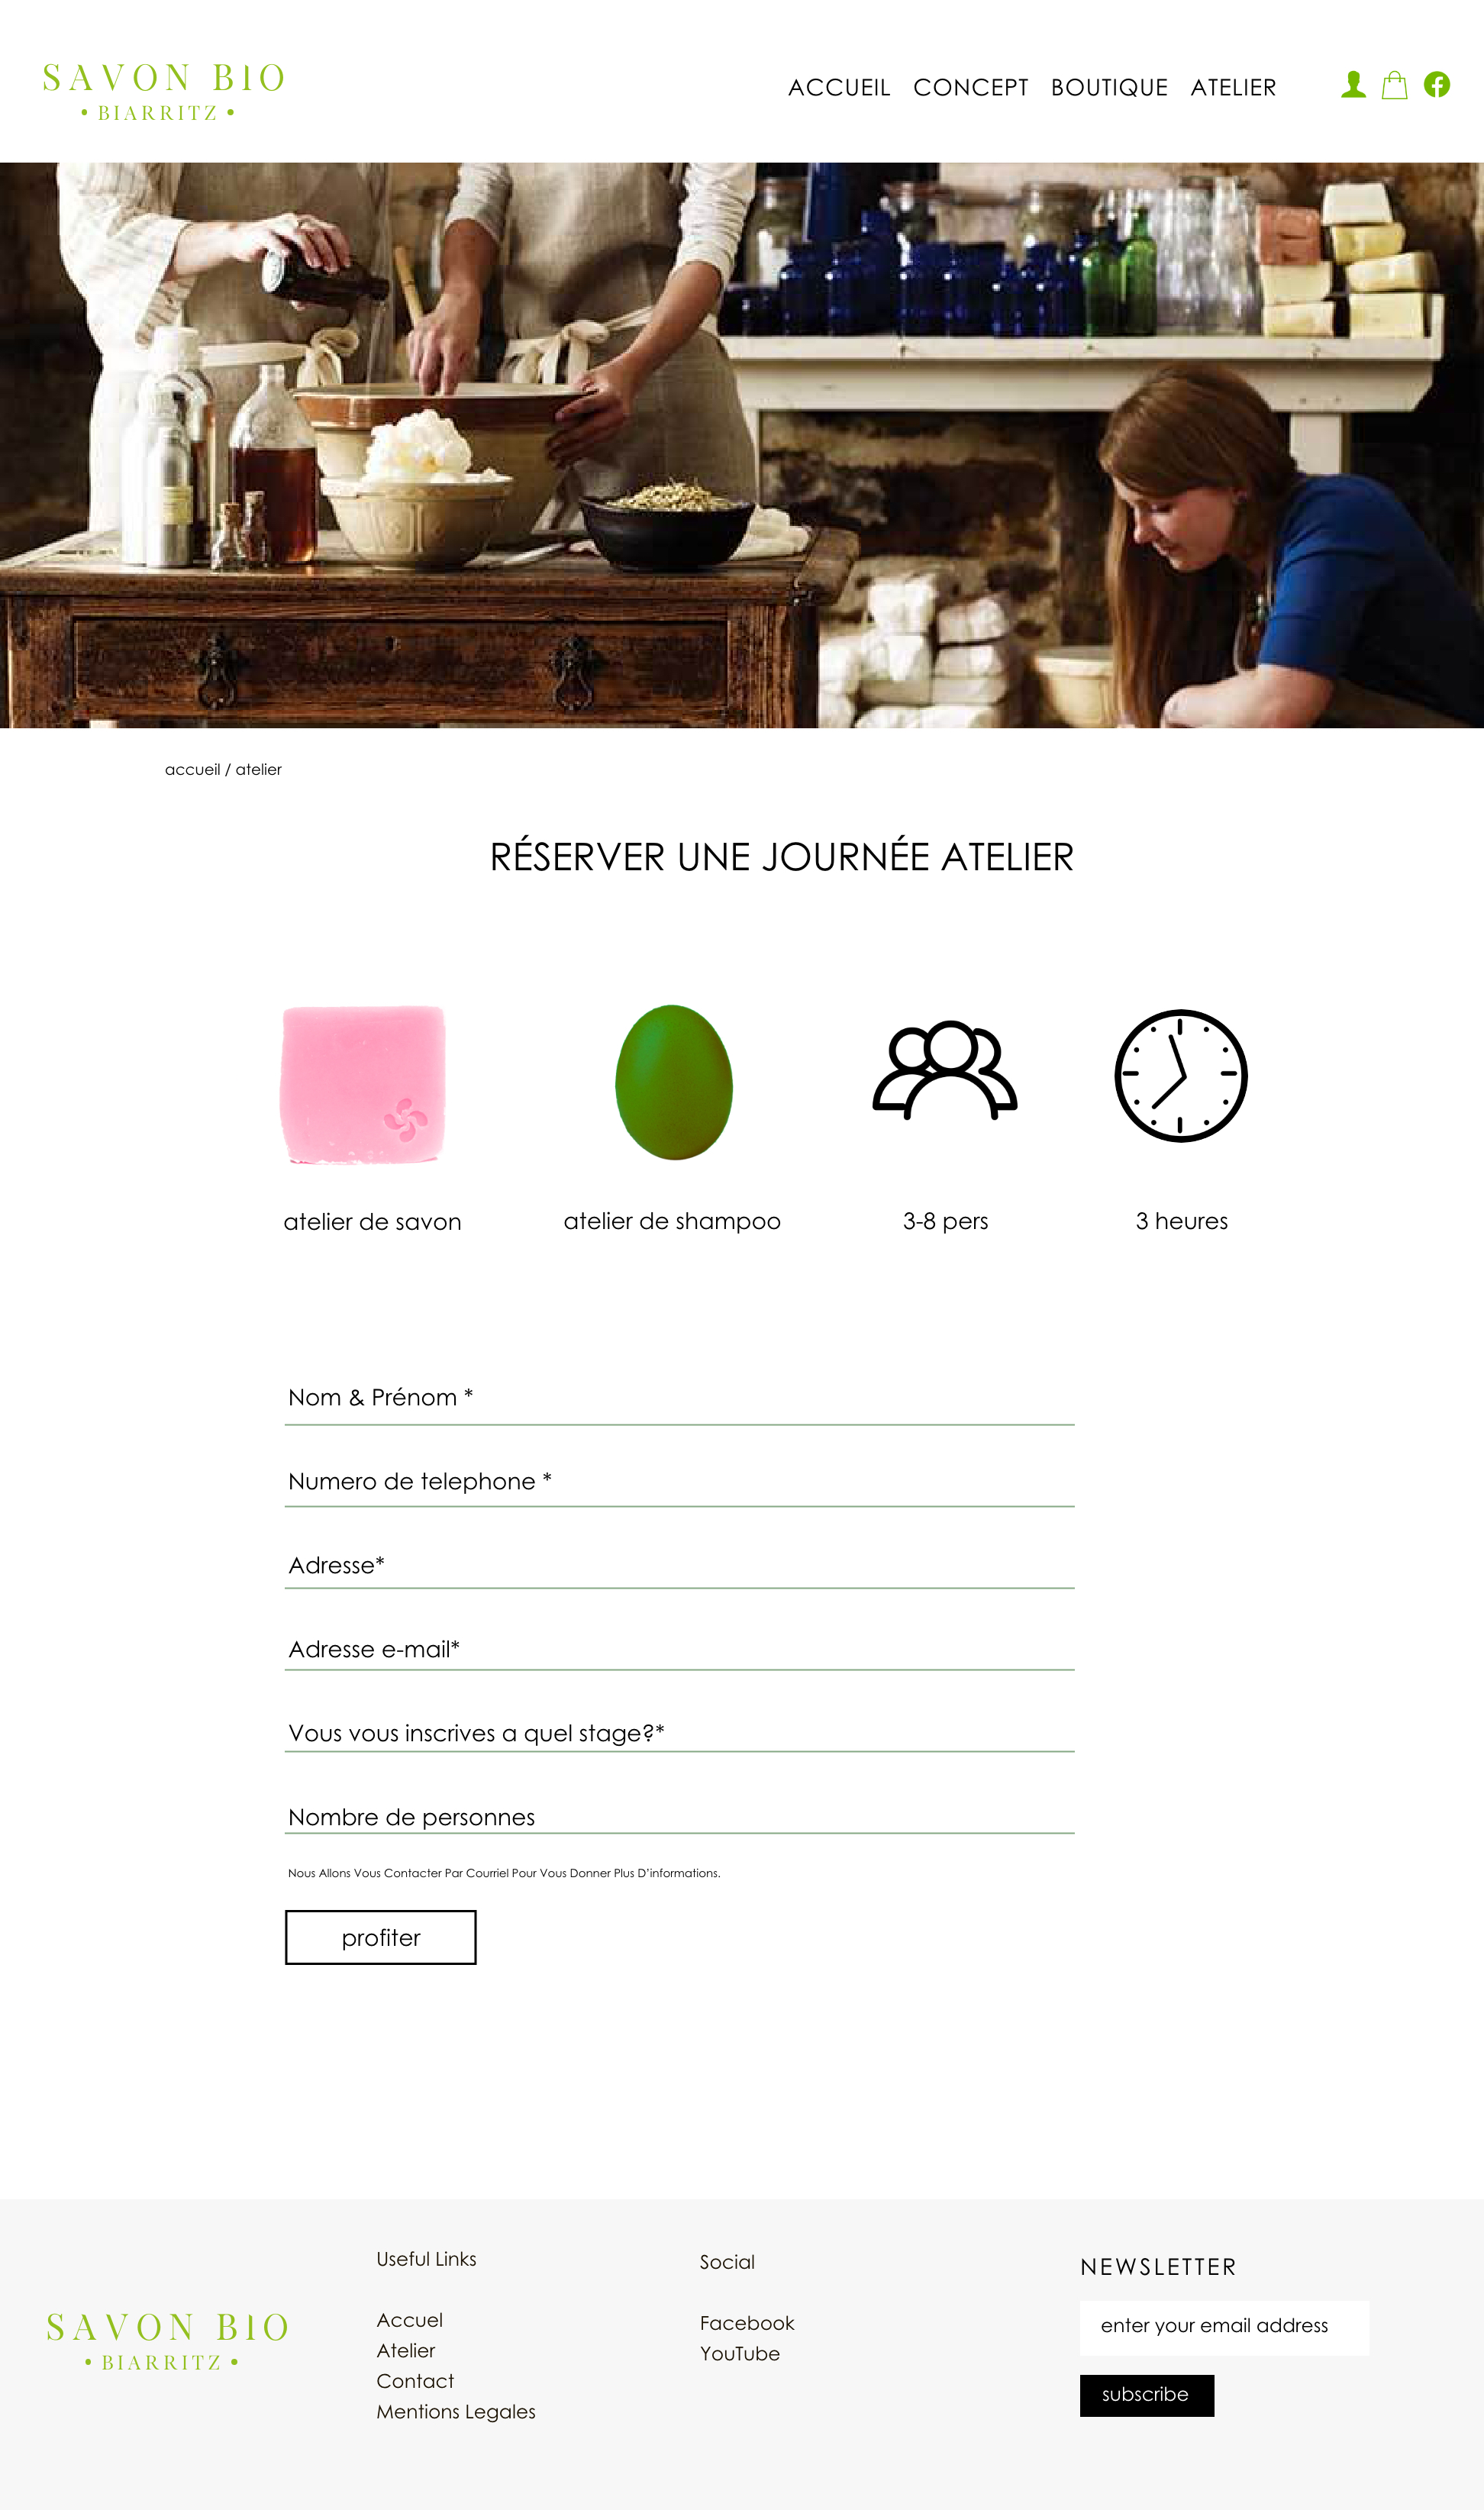 SAVON BIO
• BIARRITZ •
ACCUEIL CONCEPT BOUTIQUE ATELIER
accueil / atelier
RÉSERVER UNE JOURNÉE ATELIER
atelier de savon
atelier de shampoo
3-8 pers
3 heures
Nom & Prénom *
Numero de telephone *
Adresse*
Adresse e-mail*
Vous vous inscrives a quel stage?*
Nombre de personnes
Nous Allons Vous Contacter Par Courriel Pour Vous Donner Plus D'informations.
profiter
SAVON BIO
• BIARRITZ •
Useful Links
Accuel
Atelier
Contact
Mentions Legales
Social
Facebook
YouTube
NEWSLETTER
enter your email address
subscribe